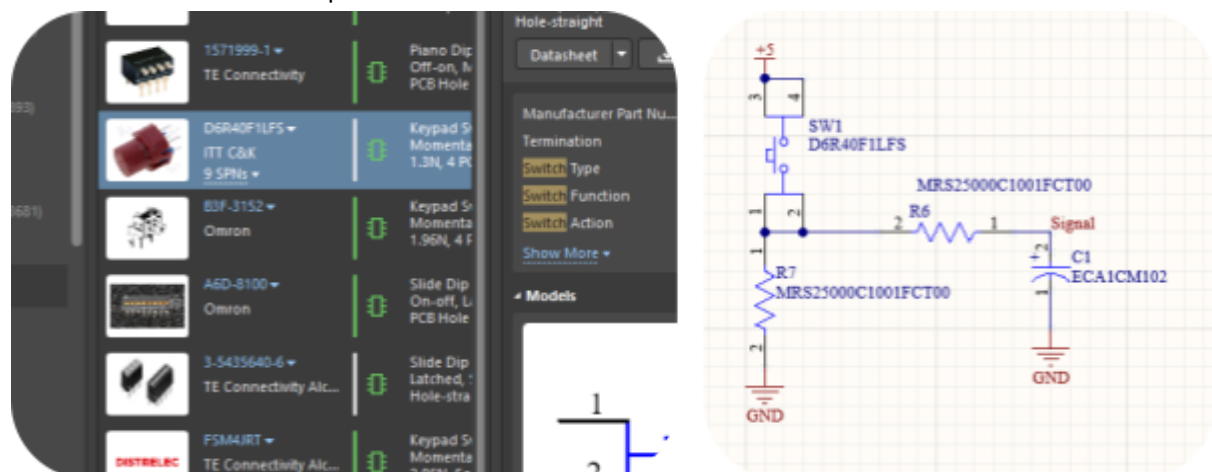 Hole-straight
1571999-1
TE Connectivity
Piano Dip
Off-on, M
PCB Hole
Datasheet
D6R40F1LFS
ITT C&K
9 SPNs
Keypad S
Momenta
1.3N, 4 P
Manufacturer Part Nu...
Termination
Switch Type
Switch Function
Switch Action
Show More
B3F-3152
Omron
Keypad S
Momenta
1.96N, 4 F
A6D-8100
Omron
Slide Dip
On-off, L
PCB Hole
Models
3-5435640-6
TE Connectivity Alc...
Slide Dip
Latched,
Hole-stra
1
2
FSM4JRT
TE Connectivity Alc...
DISTRELEC
Keypad S
Momenta
+5
3
4
SW1
D6R40F1LFS
1
2
MRS25000C1001FCT00
2
R6
1
Signal
2
+
C1
ECA1CM102
1
GND
1
R7
MRS25000C1001FCT00
2
GND